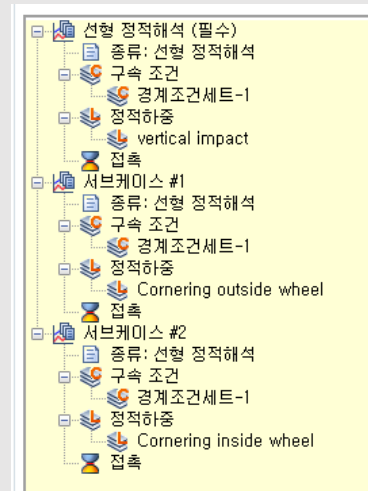 선형 정적해석 (필수)
종류: 선형 정적해석
구속 조건
경계조건세트-1
정적하중
vertical impact
접촉
서브케이스 #1
종류: 선형 정적해석
구속 조건
경계조건세트-1
정적하중
Cornering outside wheel
접촉
서브케이스 #2
종류: 선형 정적해석
구속 조건
경계조건세트-1
정적하중
Cornering inside wheel
접촉